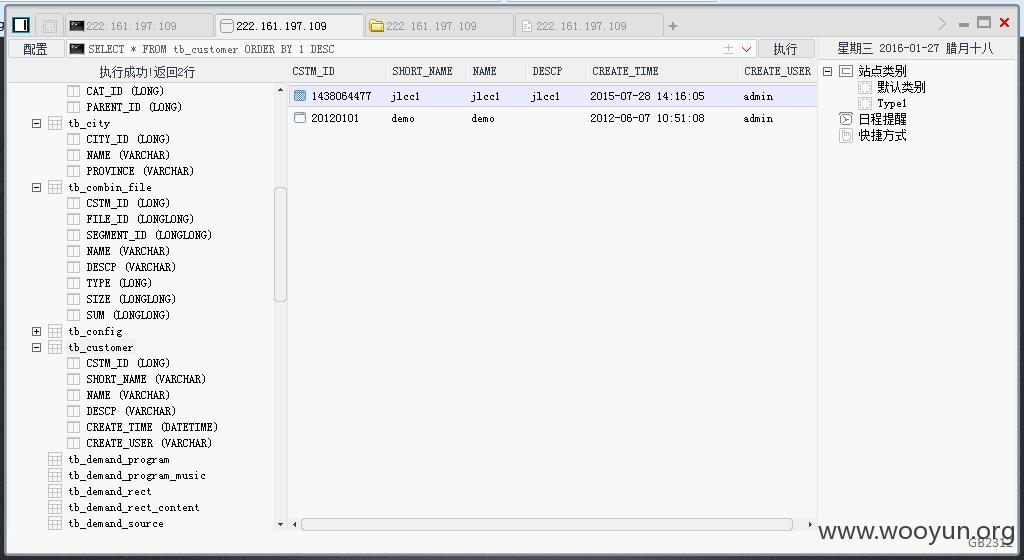 222.161.197.109
222.161.197.109
222.161.197.109
222.161.197.109
配置
SELECT * FROM tb_customer ORDER BY 1 DESC
执行
星期三 2016-01-27 腊月十八
执行成功!返回2行
CAT_ID (LONG)
PARENT_ID (LONG)
tb_city
CITY_ID (LONG)
NAME (VARCHAR)
PROVINCE (VARCHAR)
tb_combin_file
CSTM_ID (LONG)
FILE_ID (LONGLONG)
SEGMENT_ID (LONGLONG)
NAME (VARCHAR)
DESCP (VARCHAR)
TYPE (LONG)
SIZE (LONGLONG)
SUM (LONGLONG)
tb_config
tb_customer
CSTM_ID (LONG)
SHORT_NAME (VARCHAR)
NAME (VARCHAR)
DESCP (VARCHAR)
CREATE_TIME (DATETIME)
CREATE_USER (VARCHAR)
tb_demand_program
tb_demand_program_music
tb_demand_rect
tb_demand_rect_content
tb_demand_source
CSTM_ID SHORT_NAME NAME DESCP CREATE_TIME CREATE_USER
1438064477 jlcc1 jlcc1 jlcc1 2015-07-28 14:16:05 admin
20120101 demo demo 2012-06-07 10:51:08 admin
站点类别
默认类别
Type1
日程提醒
快捷方式
www.wooyun.org
GB2312